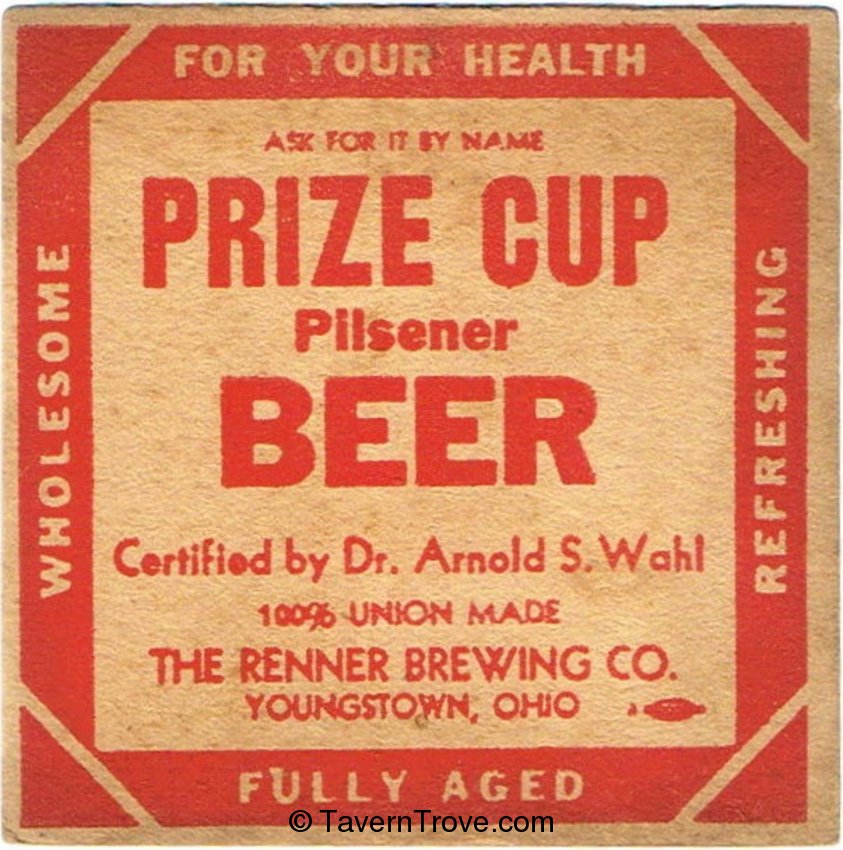 FOR YOUR HEALTH
WHOLESOME
ASK FOR IT BY NAME
PRIZE CUP
Pilsener
BEER
Certified by Dr. Arnold S. Wahl
100% UNION MADE
THE RENNER BREWING CO.
YOUNGSTOWN, OHIO
REFRESHING
FULLY AGED
© TavernTrove.com